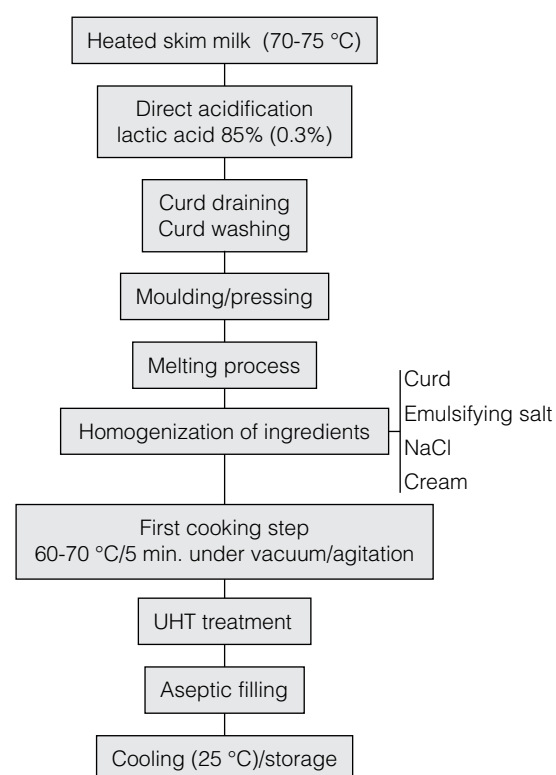 Heated skim milk (70-75 °C)
Direct acidification
lactic acid 85% (0.3%)
Curd draining
Curd washing
Moulding/pressing
Melting process
Homogenization of ingredients
Curd
Emulsifying salt
NaCl
Cream
First cooking step
60-70 °C/5 min. under vacuum/agitation
UHT treatment
Aseptic filling
Cooling (25 °C)/storage